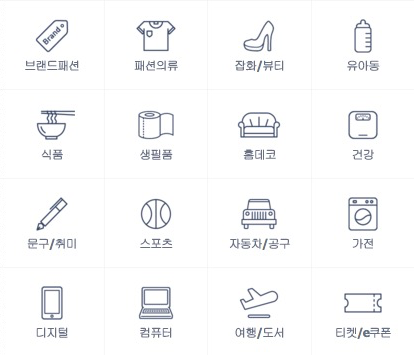 Brand
브랜드패션
패션의류
잡화/뷰티
유아동
식품
생필품
홈데코
건강
문구/취미
스포츠
자동차/공구
가전
디지털
컴퓨터
여행/도서
티켓/e쿠폰